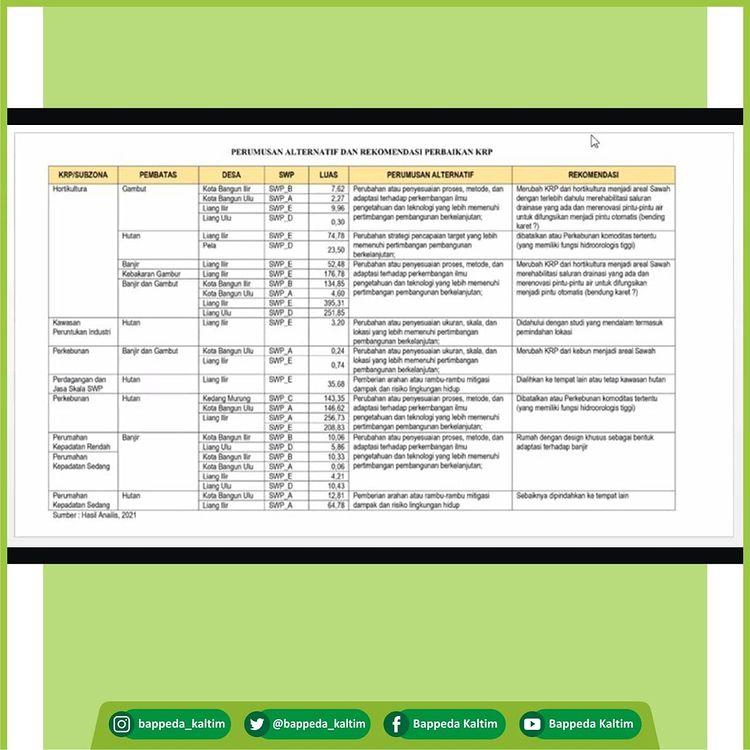 PERUMUSAN ALTERNATIF DAN REKOMENDASI PERBAIKAN KRP
KRP/SUBZONA PEMBATAS DESA SWP LUAS PERUMUSAN ALTERNATIF REKOMENDASI
Hortikultura Gambut Kota Bangun Ilir SWP_B 7,62 Perubahan atau penyesuaian proses, metode, dan Merubah KRP dari hortikultura menjadi areal Sawah
Kota Bangun Ulu SWP_A 2,27 adaptasi terhadap perkembangan ilmu dengan terlebih dahulu merehabilitasi saluran
Liang Ilir SWP_E 9,96 pengetahuan dan teknologi yang lebih memenuhi drainase yang ada dan merenovasi pintu-pintu air
Liang Ulu SWP_D 0,30 pertimbangan pembangunan berkelanjutan; untuk difungsikan menjadi pintu otomatis (bending
karet ?)
Hutan Liang Ilir SWP_E 74,78 Perubahan strategi pencapaian target yang lebih dibatalkan atau Perkebunan komoditas tertentu
Pela SWP_D 23,50 memenuhi pertimbangan pembangunan (yang memiliki fungsi hidroorologis tiggi)
berkelanjutan;
Banjir Liang Ilir SWP_E 52,48 Perubahan atau penyesuaian proses, metode, dan Merubah KRP dari hortikultura menjadi areal Sawah
Kebakaran Gambur Liang Ilir SWP_E 176,78 adaptasi terhadap perkembangan ilmu merehabilitasi saluran drainasi yang ada dan
Banjir dan Gambut Kota Bangun Ilir SWP_B 134,85 pengetahuan dan teknologi yang lebih memenuhi merenovasi pintu-pintu air untuk difungsikan
Kota Bangun Ulu SWP_A 4,60 pertimbangan pembangunan berkelanjutan; menjadi pintu otomatis (bendung karet ?)
Liang Ilir SWP_E 395,31
Liang Ulu SWP_D 251,85
Kawasan Hutan Liang Ilir SWP_E 3,20 Perubahan atau penyesuaian ukuran, skala, dan Didahului dengan studi yang mendalam termasuk
Peruntukan Industri lokasi yang lebih memenuhi pertimbangan pemindahan lokasi
pembangunan berkelanjutan;
Perkebunan Banjir dan Gambut Kota Bangun Ulu SWP_A 0,24 Perubahan atau penyesuaian ukuran, skala, dan Merubah KRP dari kebun menjadi areal Sawah
Liang Ilir SWP_E 0,74 lokasi yang lebih memenuhi pertimbangan
pembangunan berkelanjutan;
Perdagangan dan Hutan Liang Ilir SWP_E 35,68 Pemberian arahan atau rambu-rambu mitigasi Dialihkan ke tempat lain atau tetap kawasan hutan
Jasa Skala SWP dampak dan risiko lingkungan hidup
Perkebunan Hutan Kedang Murung SWP_C 143,35 Perubahan atau penyesuaian proses, metode, dan Dibatalkan atau Perkebunan komoditas tertentu
Kota Bangun Ulu SWP_A 146,62 adaptasi terhadap perkembangan ilmu (yang memiliki fungsi hidroorologis tiggi)
Liang Ilir SWP_A 256,73 pengetahuan dan teknologi yang lebih memenuhi
SWP_E 208,83 pertimbangan pembangunan berkelanjutan;
Perumahan Banjir Kota Bangun Ilir SWP_B 10,06 Perubahan atau penyesuaian proses, metode, dan Rumah dengan design khusus sebagai bentuk
Kepadatan Rendah Liang Ulu SWP_D 5,86 adaptasi terhadap perkembangan ilmu adaptasi terhadap banjir
Perumahan Kota Bangun Ilir SWP_B 10,33 pengetahuan dan teknologi yang lebih memenuhi
Kepadatan Sedang Kota Bangun Ulu SWP_A 0,06 pertimbangan pembangunan berkelanjutan;
Liang Ilir SWP_E 4,21
Liang Ulu SWP_D 10,43
Perumahan Hutan Kota Bangun Ulu SWP_A 12,81 Pemberian arahan atau rambu-rambu mitigasi Sebaiknya dipindahkan ke tempat lain
Kepadatan Sedang Liang Ilir SWP_A 64,78 dampak dan risiko lingkungan hidup
Sumber : Hasil Anailis, 2021
bappeda_kaltim @bappeda_kaltim Bappeda Kaltim Bappeda Kaltim